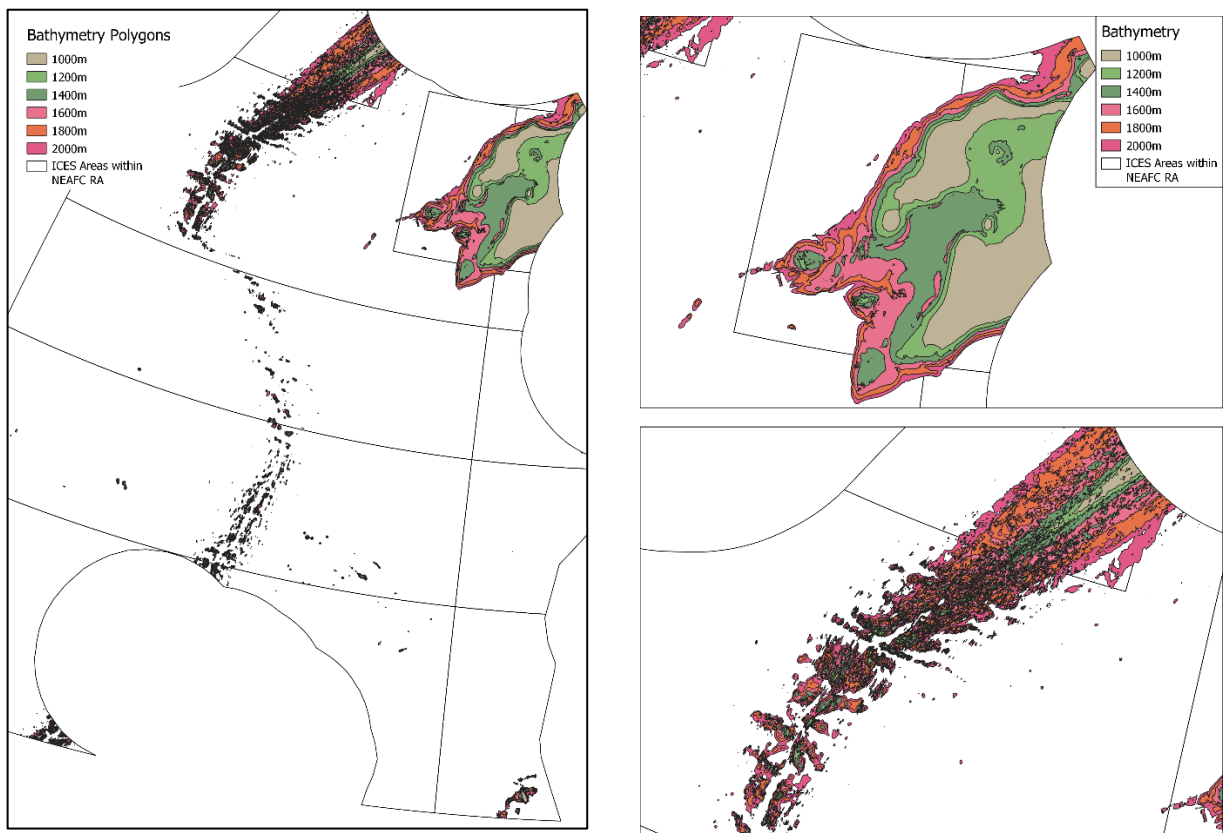 Bathymetry Polygons
1000m
1200m
1400m
1600m
1800m
2000m
ICES Areas within
NEAFC RA
Bathymetry
1000m
1200m
1400m
1600m
1800m
2000m
ICES Areas within
NEAFC RA